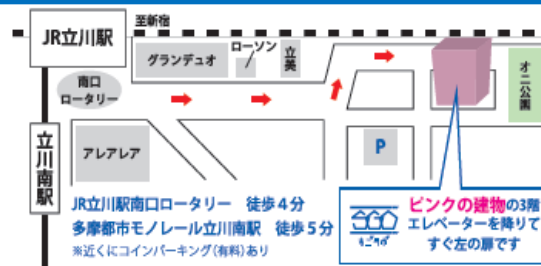 至新宿
JR立川駅
グランデュオ
ローソン
立美
オニ公園
南口
ロータリー
立川南駅
アレアレア
P
JR立川駅南口ロータリー 徒歩4分
多摩都市モノレール立川南駅 徒歩5分
※近くにコインパーキング(有料)あり
ピンクの建物の3階
エレベーターを降りて
すぐ左の扉です